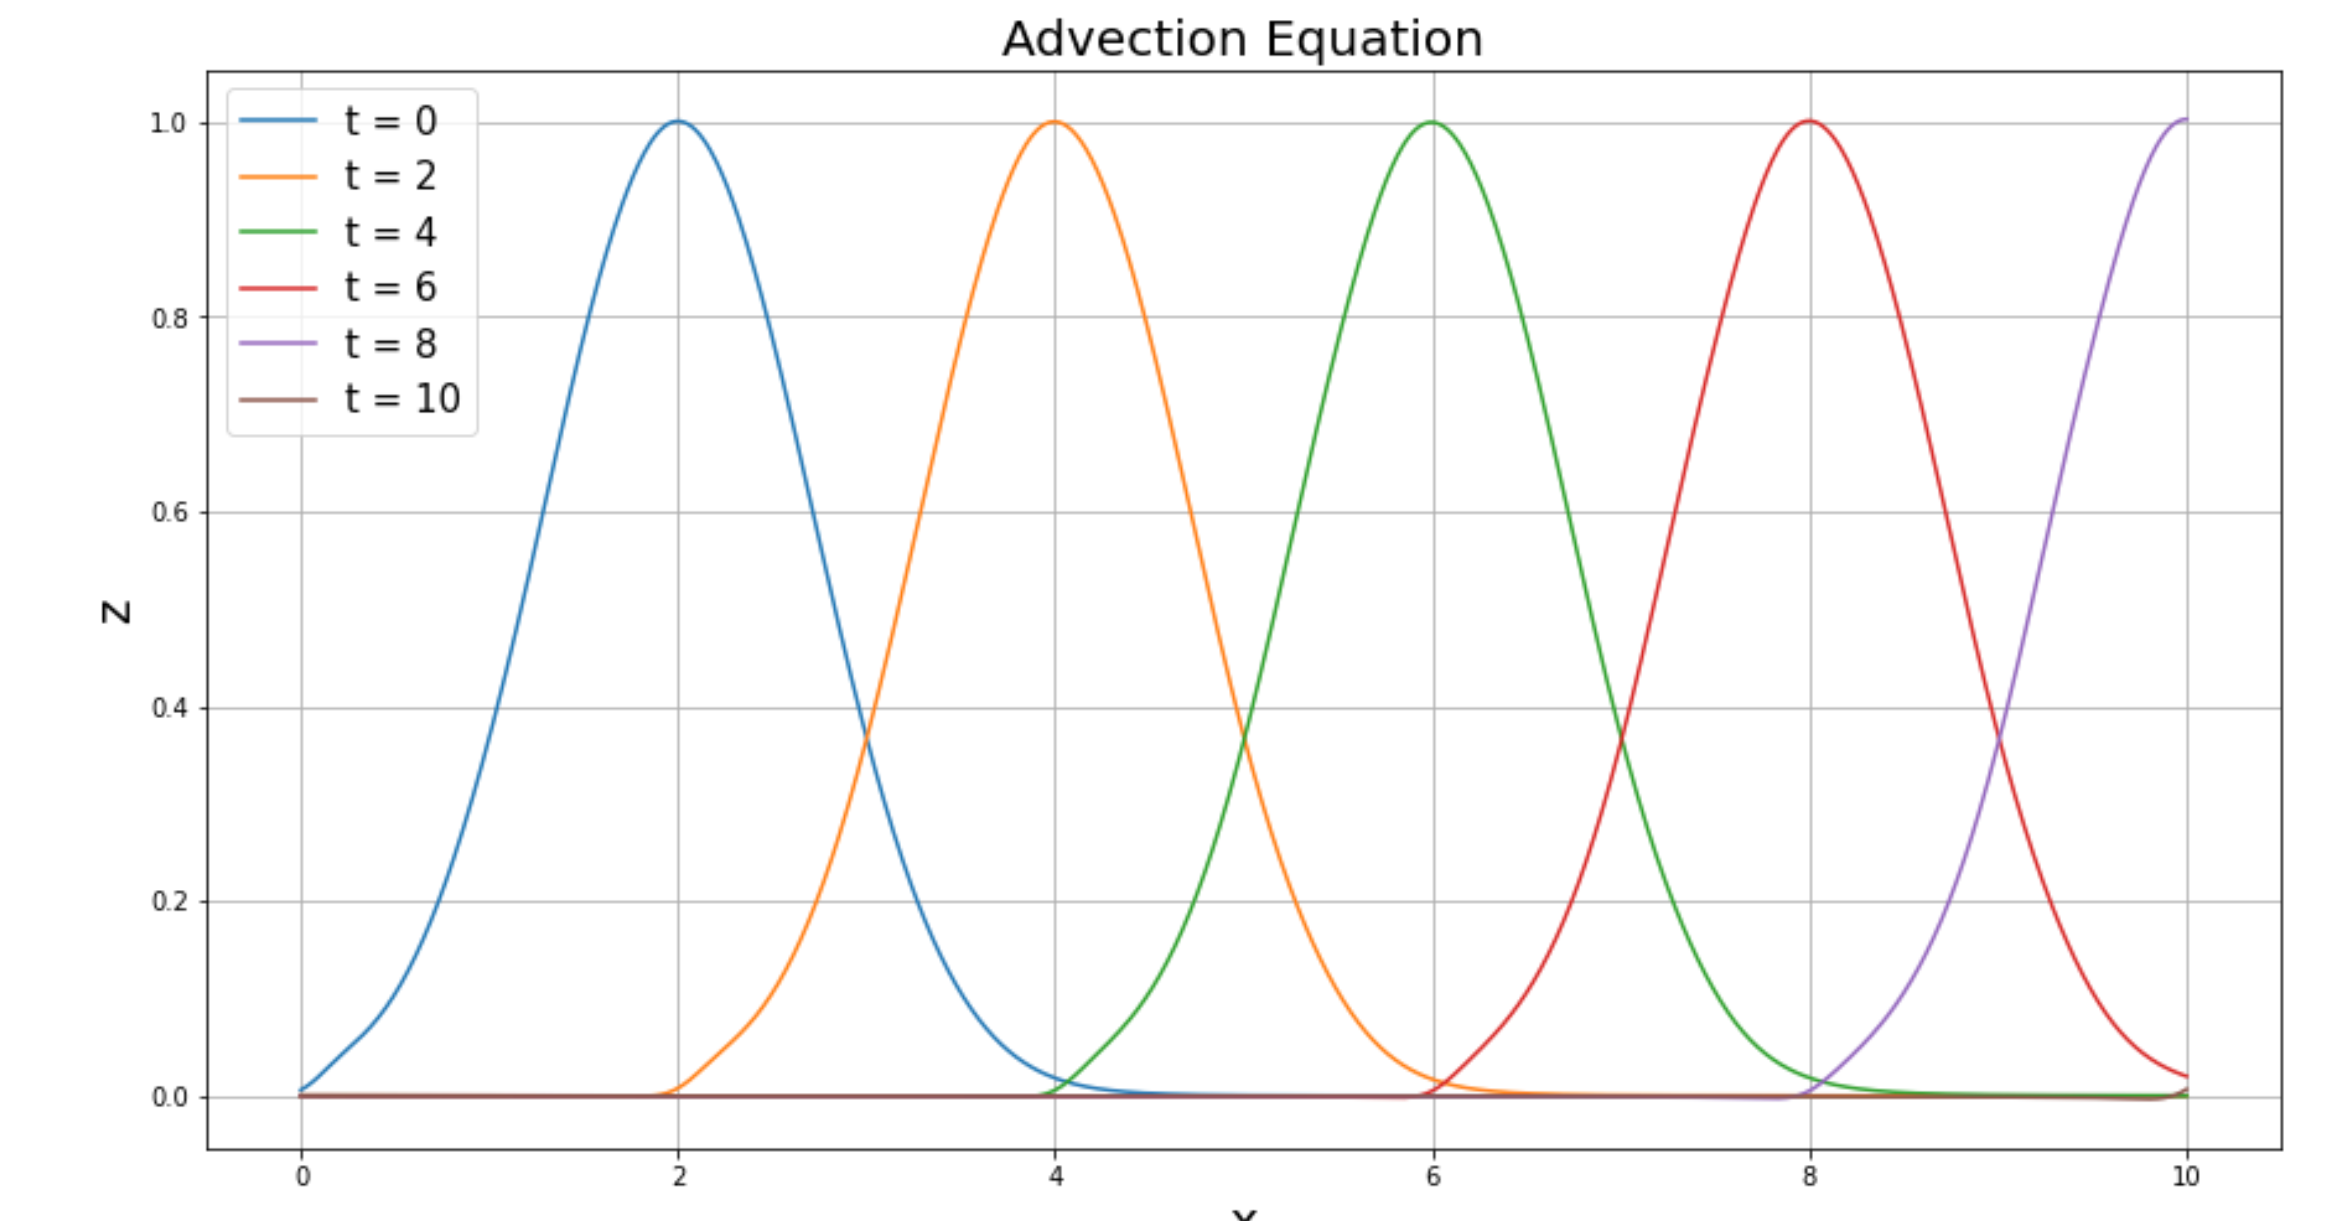 Advection Equation
t = 0
t = 2
t = 4
t = 6
t = 8
t = 10
1.0
0.8
0.6
0.4
0.2
0.0
z
0 2 4 6 8 10
x